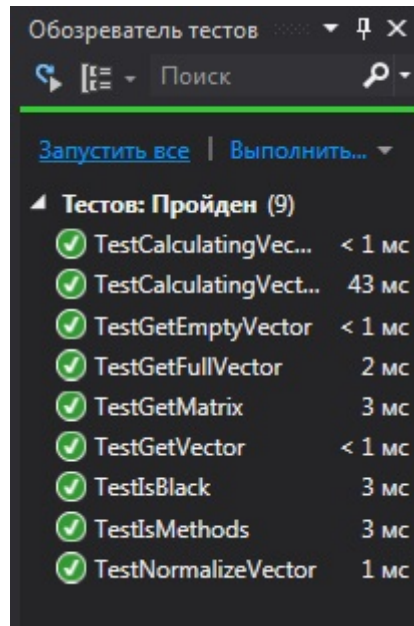 Обозреватель тестов
Поиск
Запустить все | Выполнить...
Тестов: Пройден (9)
TestCalculatingVec... < 1 мс
TestCalculatingVect... 43 мс
TestGetEmptyVector < 1 мс
TestGetFullVector 2 мс
TestGetMatrix 3 мс
TestGetVector < 1 мс
TestIsBlack 3 мс
TestIsMethods 3 мс
TestNormalizeVector 1 мс